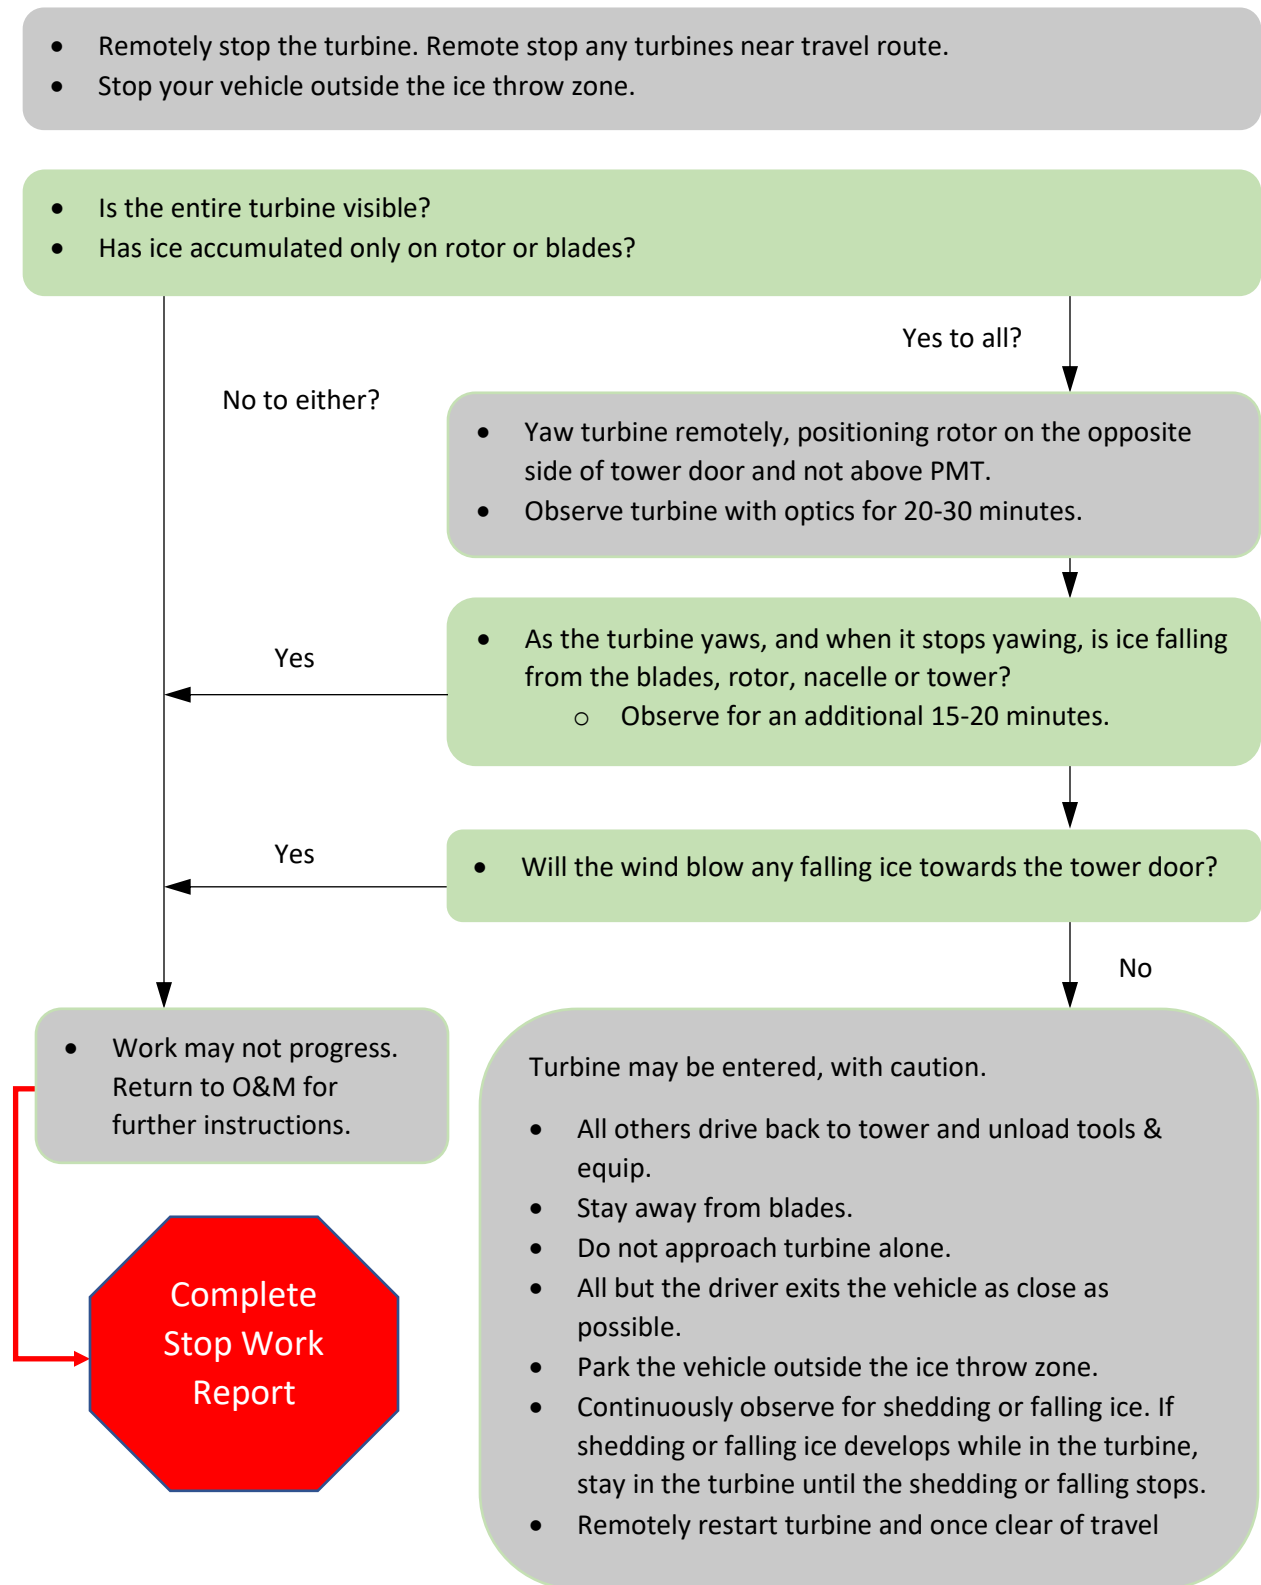 • Remotely stop the turbine. Remote stop any turbines near travel route.
• Stop your vehicle outside the ice throw zone.
• Is the entire turbine visible?
• Has ice accumulated only on rotor or blades?
Yes to all?
No to either?
• Yaw turbine remotely, positioning rotor on the opposite
side of tower door and not above PMT.
• Observe turbine with optics for 20-30 minutes.
• As the turbine yaws, and when it stops yawing, is ice falling
from the blades, rotor, nacelle or tower?
o Observe for an additional 15-20 minutes.
Yes
• Will the wind blow any falling ice towards the tower door?
Yes
No
• Work may not progress.
Return to O&M for
further instructions.
Complete
Stop Work
Report
Turbine may be entered, with caution.
• All others drive back to tower and unload tools &
equip.
• Stay away from blades.
• Do not approach turbine alone.
• All but the driver exits the vehicle as close as
possible.
• Park the vehicle outside the ice throw zone.
• Continuously observe for shedding or falling ice. If
shedding or falling ice develops while in the turbine,
stay in the turbine until the shedding or falling stops.
• Remotely restart turbine and once clear of travel